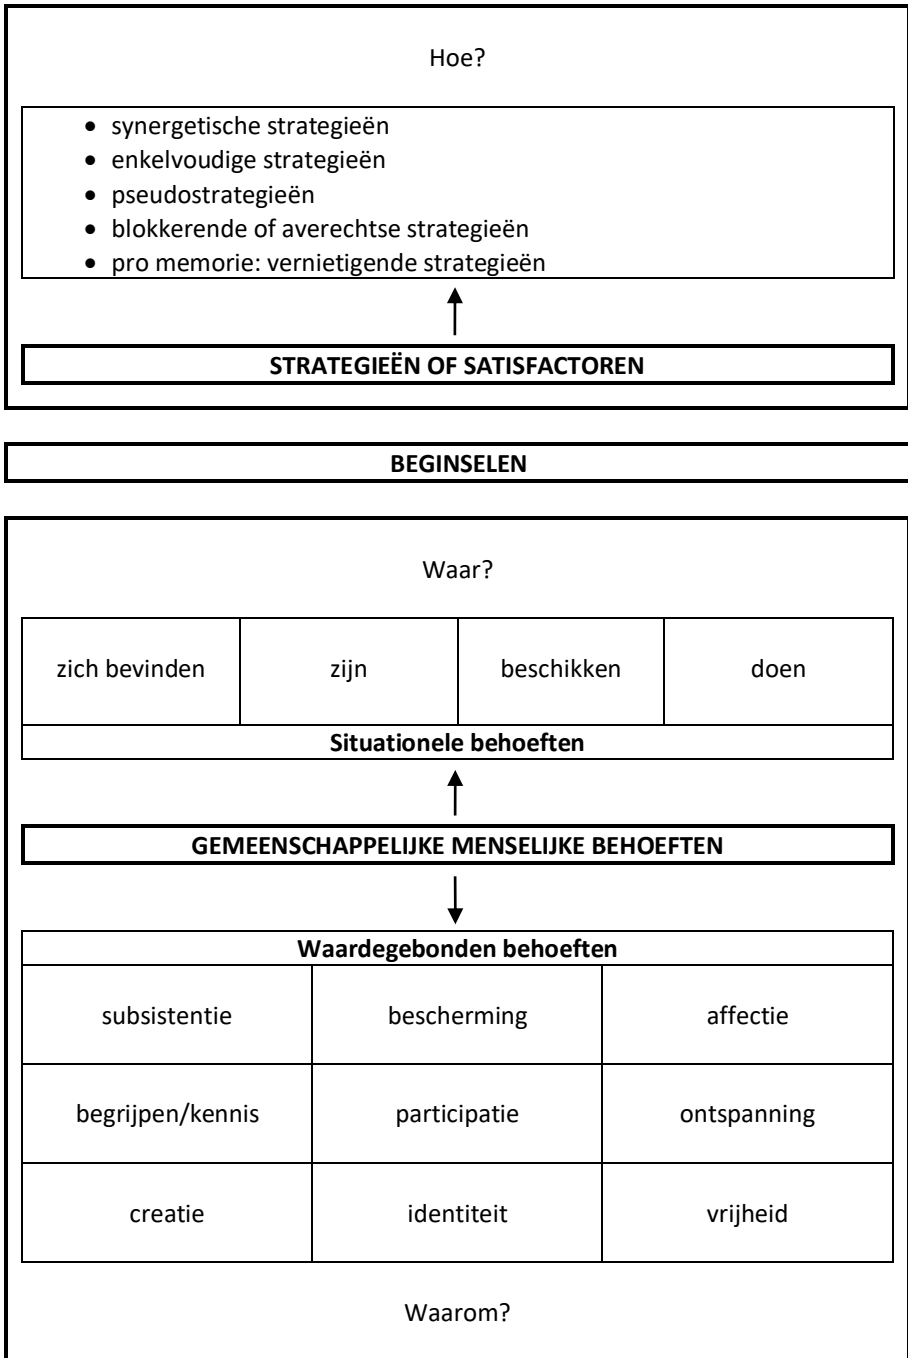 Hoe?
• synergetische strategieën
• enkelvoudige strategieën
• pseudostrategieën
• blokkerende of averechtse strategieën
• pro memorie: vernietigende strategieën
STRATEGIEËN OF SATISFACTOREN
BEGINSELEN
Waar?
zich bevinden zijn beschikken doen
Situationele behoeften
GEMEENSCHAPPELIJKE MENSELIJKE BEHOEFTEN
Waardegebonden behoeften
subsistentie bescherming affectie
begrijpen/kennis participatie ontspanning
creatie identiteit vrijheid
Waarom?